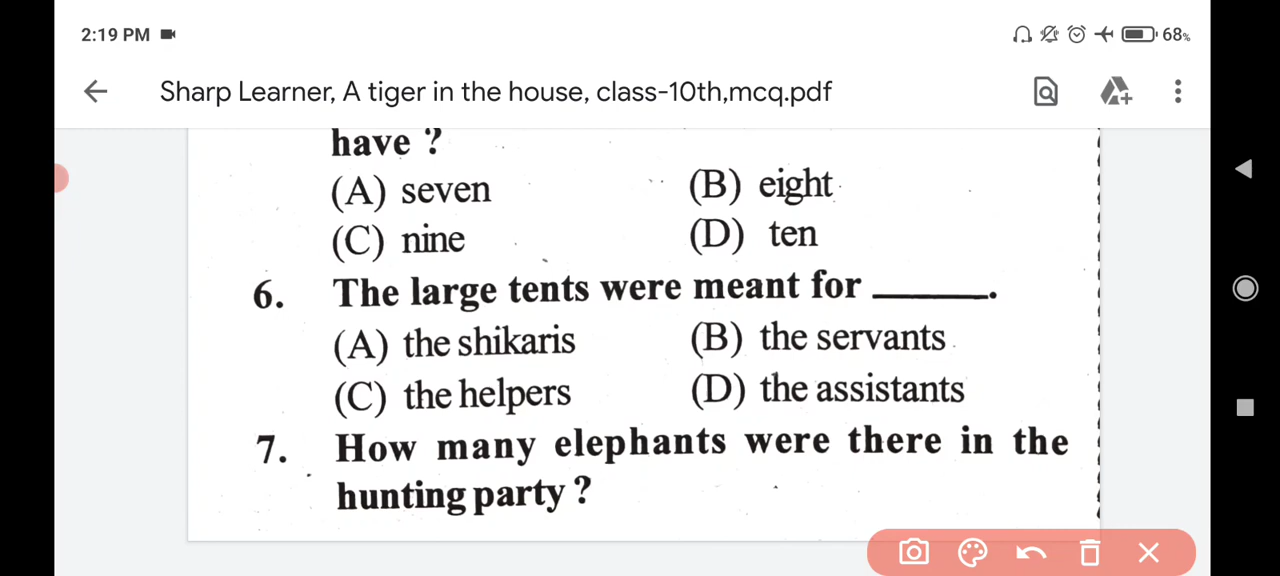 2:19 PM
68%
Sharp Learner, A tiger in the house, class-10th,mcq.pdf
have ?
(A) seven (B) eight
(C) nine (D) ten
6. The large tents were meant for ______.
(A) the shikaris (B) the servants
(C) the helpers (D) the assistants
7. How many elephants were there in the
hunting party ?